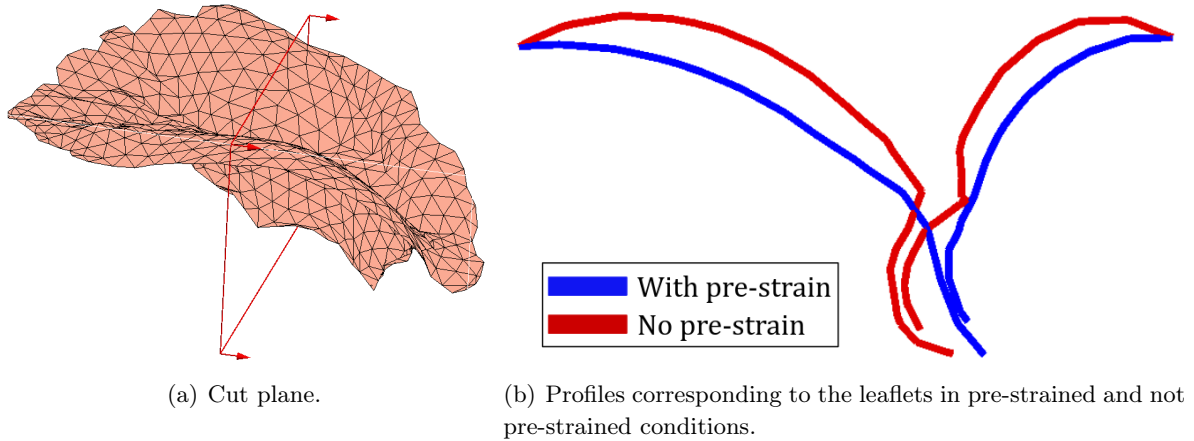 With pre-strain
No pre-strain
(a) Cut plane.
(b) Profiles corresponding to the leaflets in pre-strained and not
pre-strained conditions.